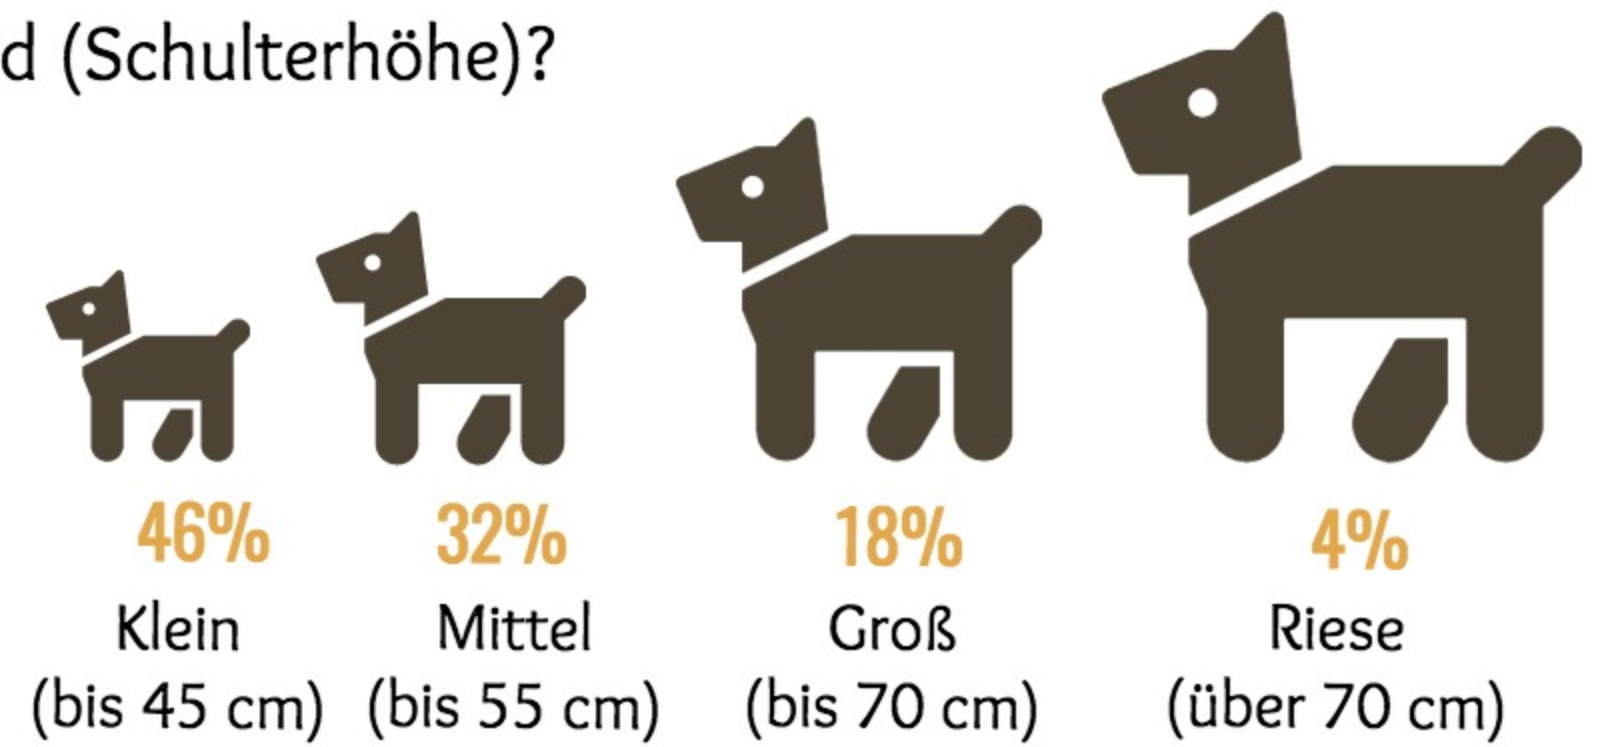 d (Schulterhöhe)?
46% 32% 18% 4%
Klein Mittel Groß Riese
(bis 45 cm) (bis 55 cm) (bis 70 cm) (über 70 cm)